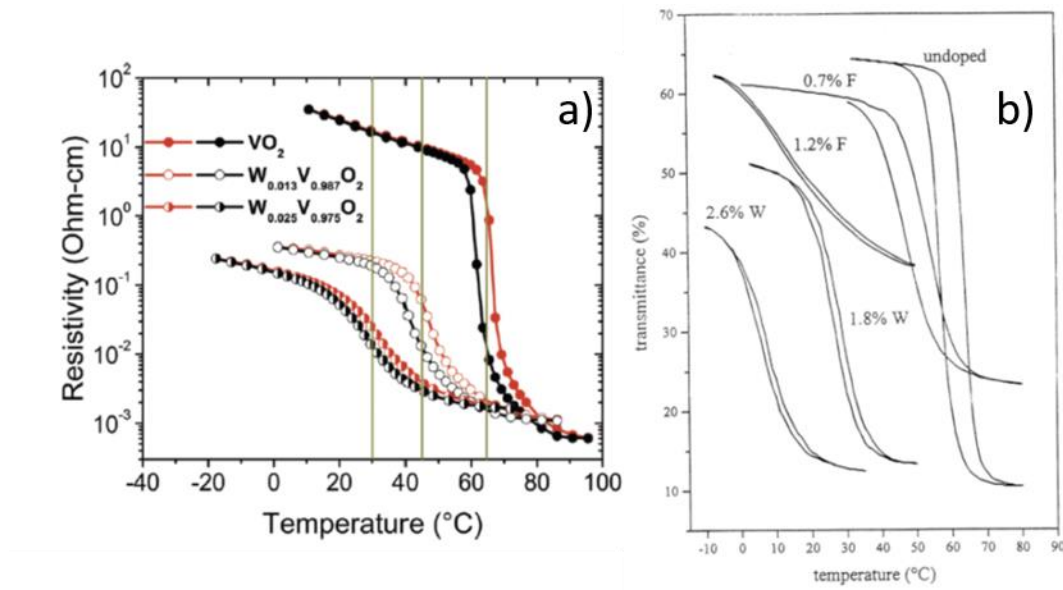 a)
10²
10¹
10⁰
10⁻¹
10⁻²
10⁻³
Resistivity (Ohm-cm)
VO₂
W₀.₀₁₃V₀.₉₈₇O₂
W₀.₀₂₅V₀.₉₇₅O₂
-40 -20 0 20 40 60 80 100
Temperature (°C)
b)
70
60
50
40
30
20
10
transmittance (%)
undoped
0.7% F
1.2% F
2.6% W
1.8% W
-10 0 10 20 30 40 50 60 70 80 90
temperature (°C)